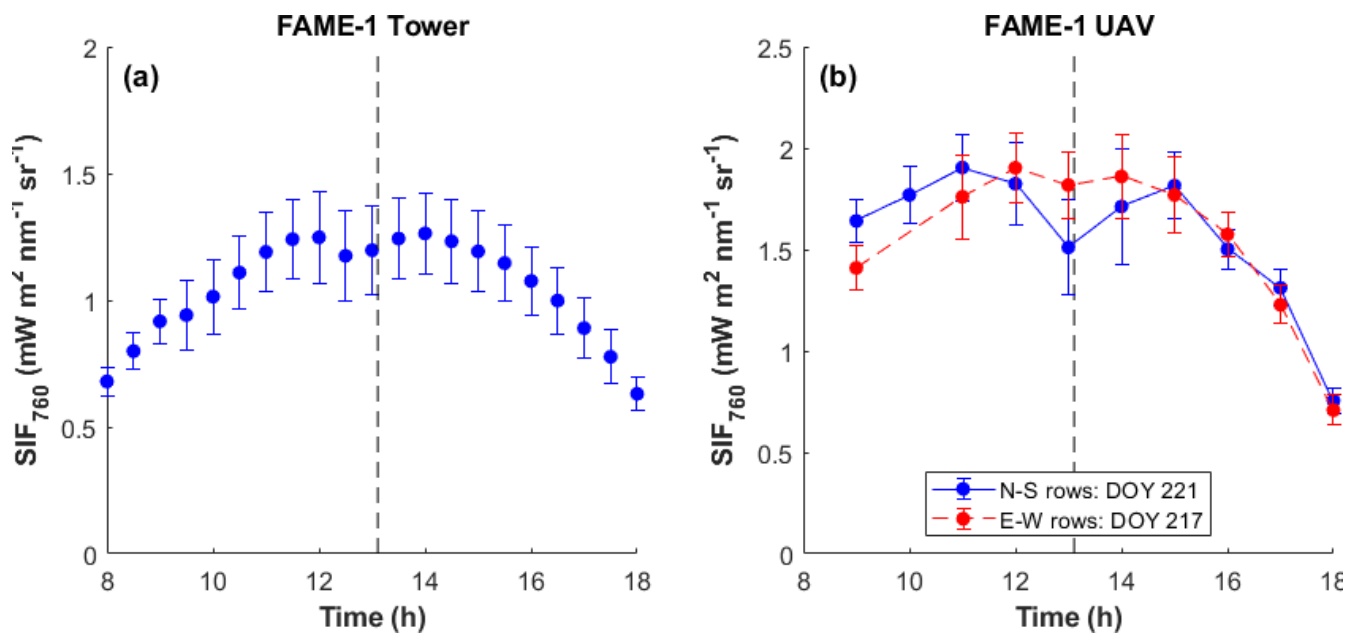 FAME-1 Tower
(a)
2
1.5
1
0.5
0
SIF760 (mW m2 nm-1 sr-1)
8 10 12 14 16 18
Time (h)
FAME-1 UAV
(b)
2.5
2
1.5
1
0.5
0
SIF760 (mW m2 nm-1 sr-1)
N-S rows: DOY 221
E-W rows: DOY 217
8 10 12 14 16 18
Time (h)